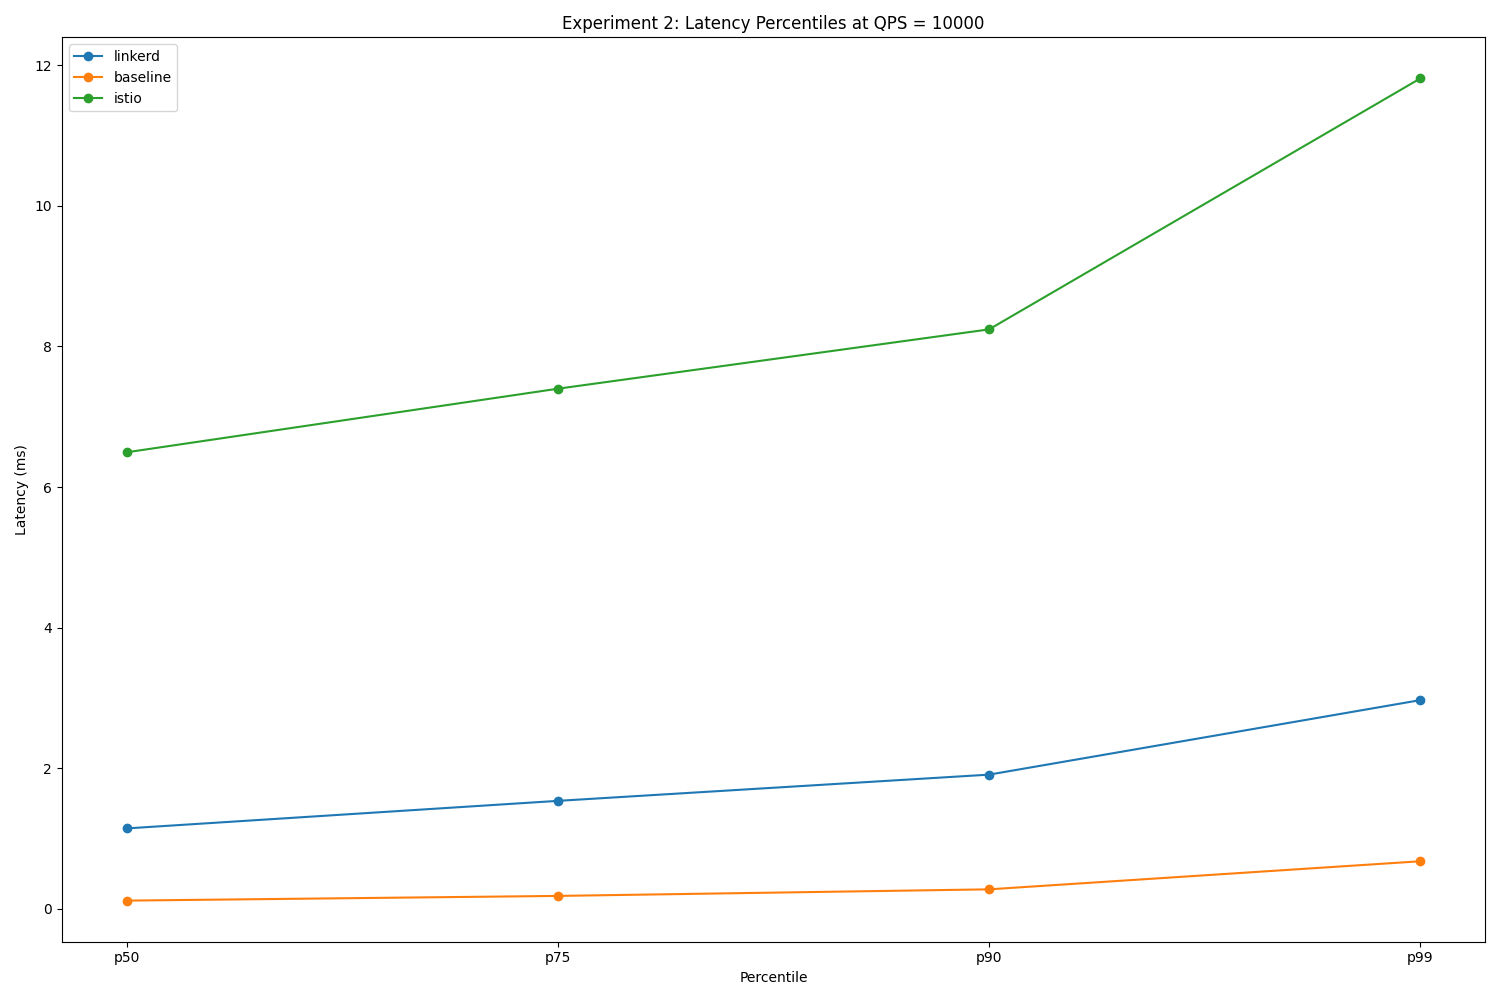 Experiment 2: Latency Percentiles at QPS = 10000
linkerd
baseline
istio
12
10
8
6
4
2
0
Latency (ms)
p50
p75
p90
p99
Percentile